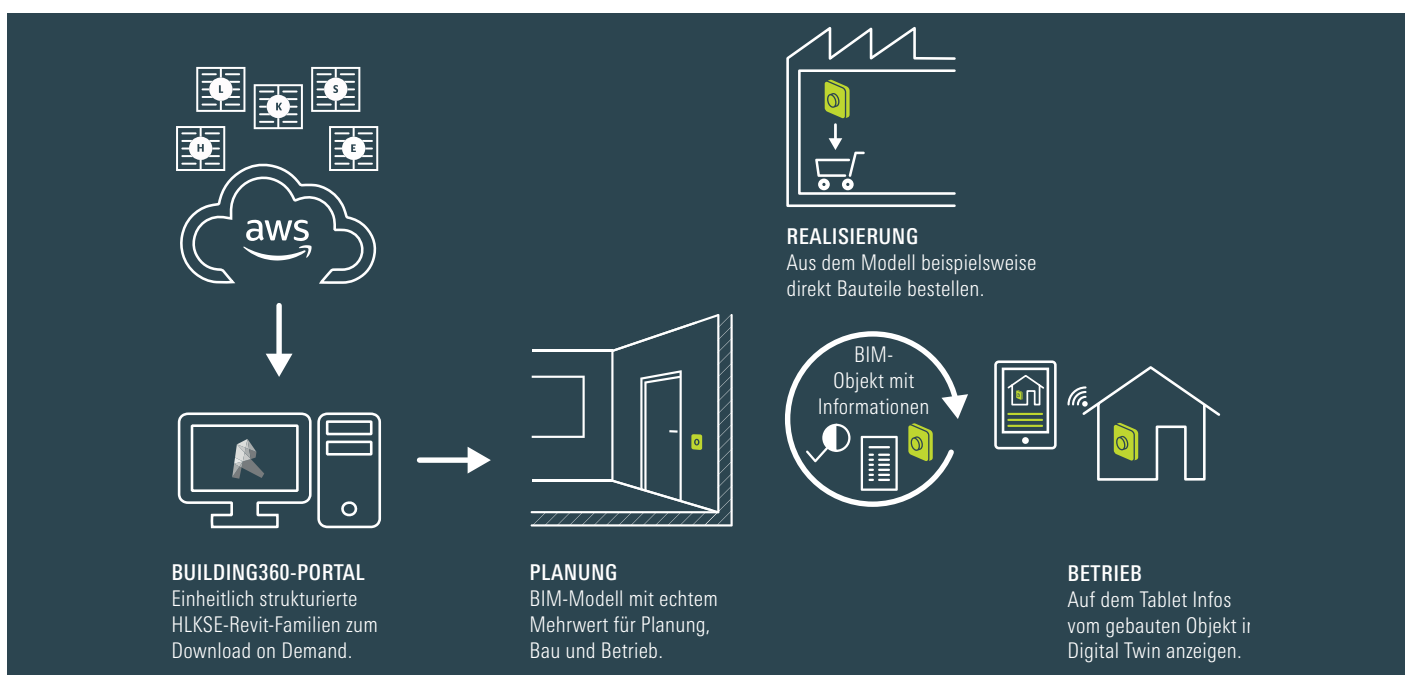 L
S
K
H
E
aws
BUILDING360-PORTAL
Einheitlich strukturierte
HLKSE-Revit-Familien zum
Download on Demand.
PLANUNG
BIM-Modell mit echtem
Mehrwert für Planung,
Bau und Betrieb.
REALISIERUNG
Aus dem Modell beispielsweise
direkt Bauteile bestellen.
BIM-
Objekt mit
Informationen
BETRIEB
Auf dem Tablet Infos
vom gebauten Objekt
Digital Twin anzeigen.